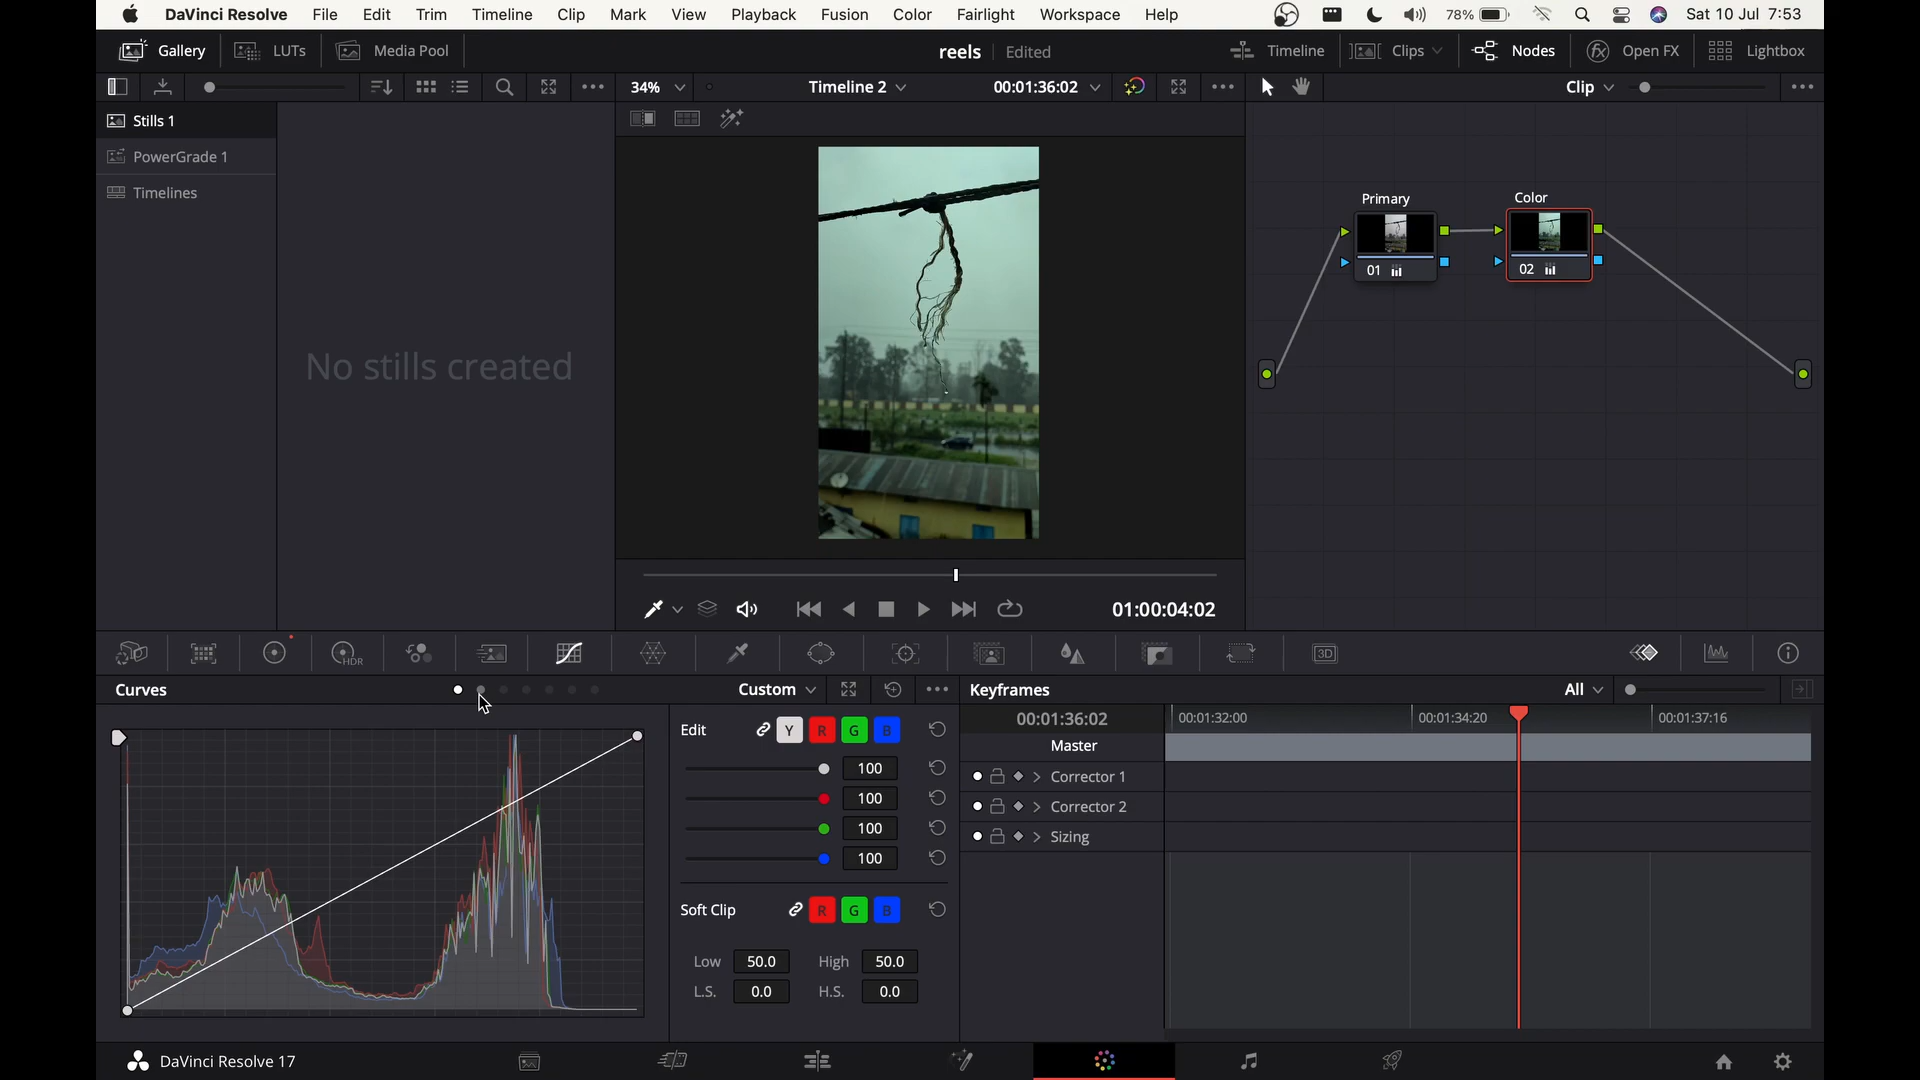 DaVinci Resolve File Edit Trim Timeline Clip Mark View Playback Fusion Color Fairlight Workspace Help 78% Sat 10 Jul 7:53
Gallery LUTs Media Pool reels Edited Timeline Clips Nodes Open FX Lightbox
34% Timeline 2 00:01:36:02 Clip
Stills 1
PowerGrade 1
Timelines
No stills created
Primary Color
01 02
01:00:04:02
HDR 3D
Curves Custom Keyframes All
Edit Y R G B 00:01:36:02 00:01:32:00 00:01:34:20 00:01:37:16
Master
100 Corrector 1
100 Corrector 2
100 Sizing
100
Soft Clip R G B
Low 50.0 High 50.0
L.S. 0.0 H.S. 0.0
DaVinci Resolve 17